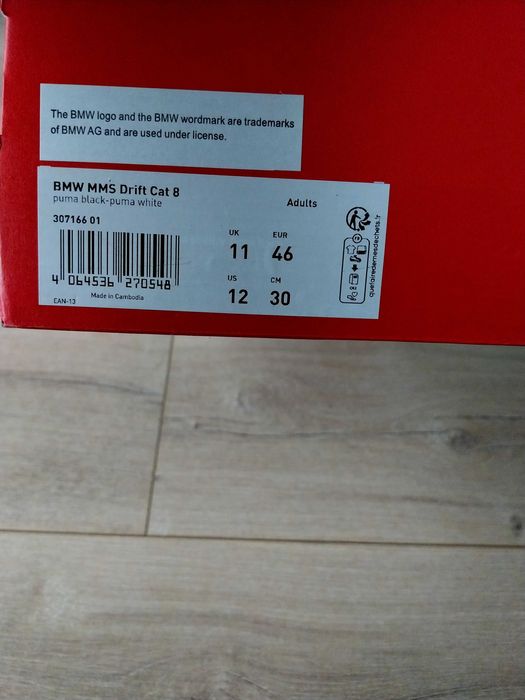 The BMW logo and the BMW wordmark are trademarks
of BMW AG and are used under license.
BMW MMS Drift Cat 8
puma black-puma white
Adults
307166 01
UK
11
EUR
46
US
12
CM
30
4 064536 270548
EAN-13
Made in Cambodia
FR
quefairedemesdechets.fr